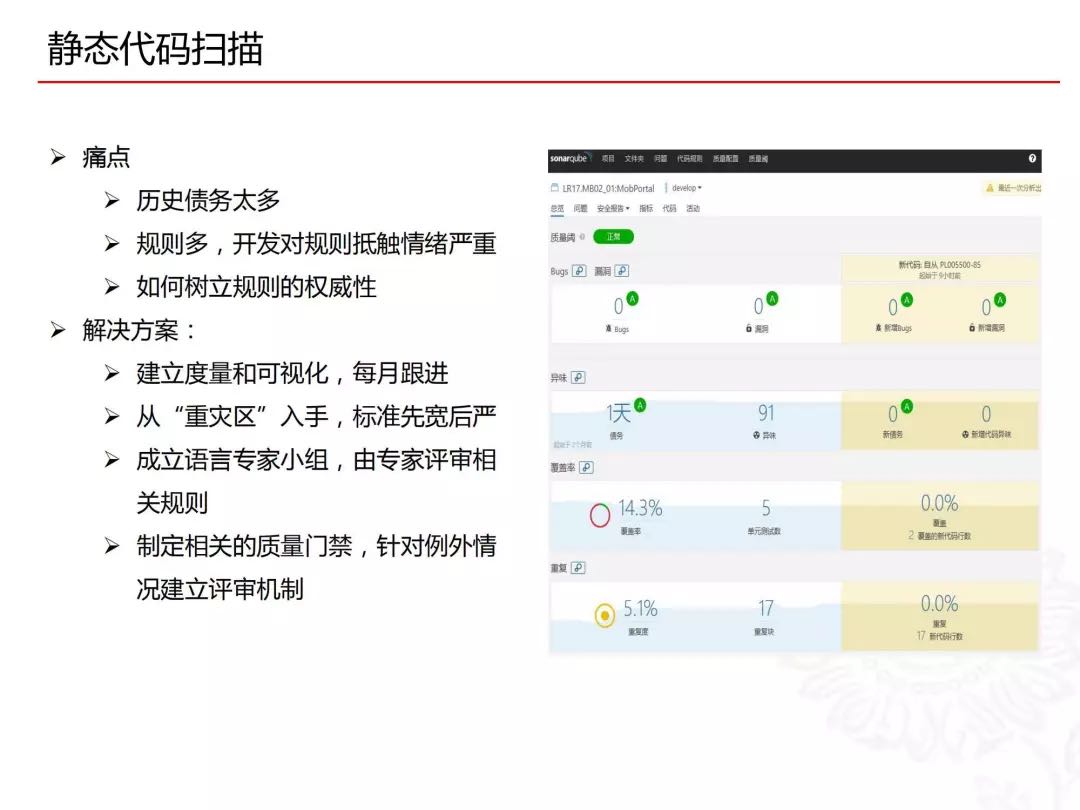 静态代码扫描
痛点
历史债务太多
规则多，开发对规则抵触情绪严重
如何树立规则的权威性
解决方案：
建立度量和可视化，每月跟进
从“重灾区”入手，标准先宽后严
成立语言专家小组，由专家评审相
关规则
制定相关的质量门禁，针对例外情
况建立评审机制
sonarqube 项目 文件夹 问题 代码规则 质量配置 质量阈
LR17.MB02_01:MobPortal develop
最近一次分析出
总览 问题 安全报告 指标 代码 活动
质量阈 正常
Bugs 漏洞
新代码: 自从 PL005500-85
起始于 9小时前
0 A 0 A 0 A 0 A
Bugs 漏洞 新增Bugs 新增漏洞
异味
1天 A 91 0 A 0
债务 异味 新债务 新增代码异味
起始于 2个月前
覆盖率
14.3% 5 0.0%
覆盖率 单元测试数 覆盖
2 覆盖的新代码行数
重复
5.1% 17 0.0%
重复度 重复块 重复
17 新代码行数